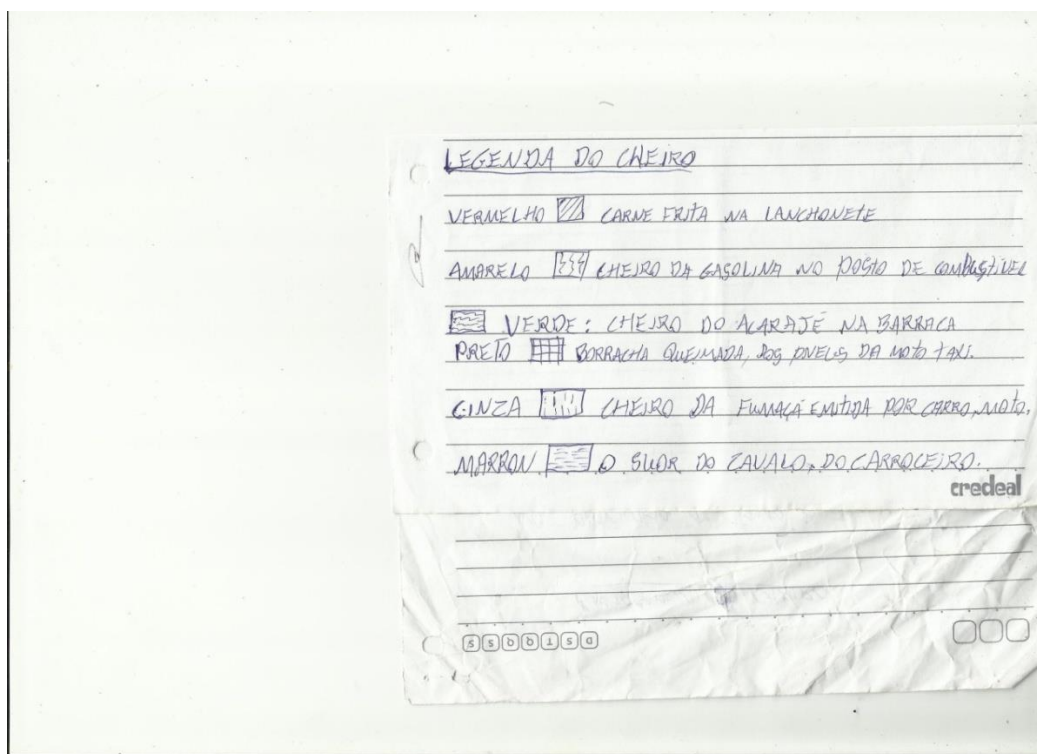 LEGENDA DO CHEIRO
VERMELHO CARNE FRITA NA LANCHONETE
AMARELO CHEIRO DA GASOLINA NO POSTO DE COMBUSTIVEL
VERDE: CHEIRO DO ACARAJÉ NA BARRACA
PRETO BORRACHA QUEIMADA, DOS PNEUS DA MOTO TAXI.
CINZA CHEIRO DA FUMAÇA EMITIDA POR CARRO, MOTO,
MARRON O SUOR DO CAVALO, DO CARROCEIRO.
credeal
D S T Q Q S S